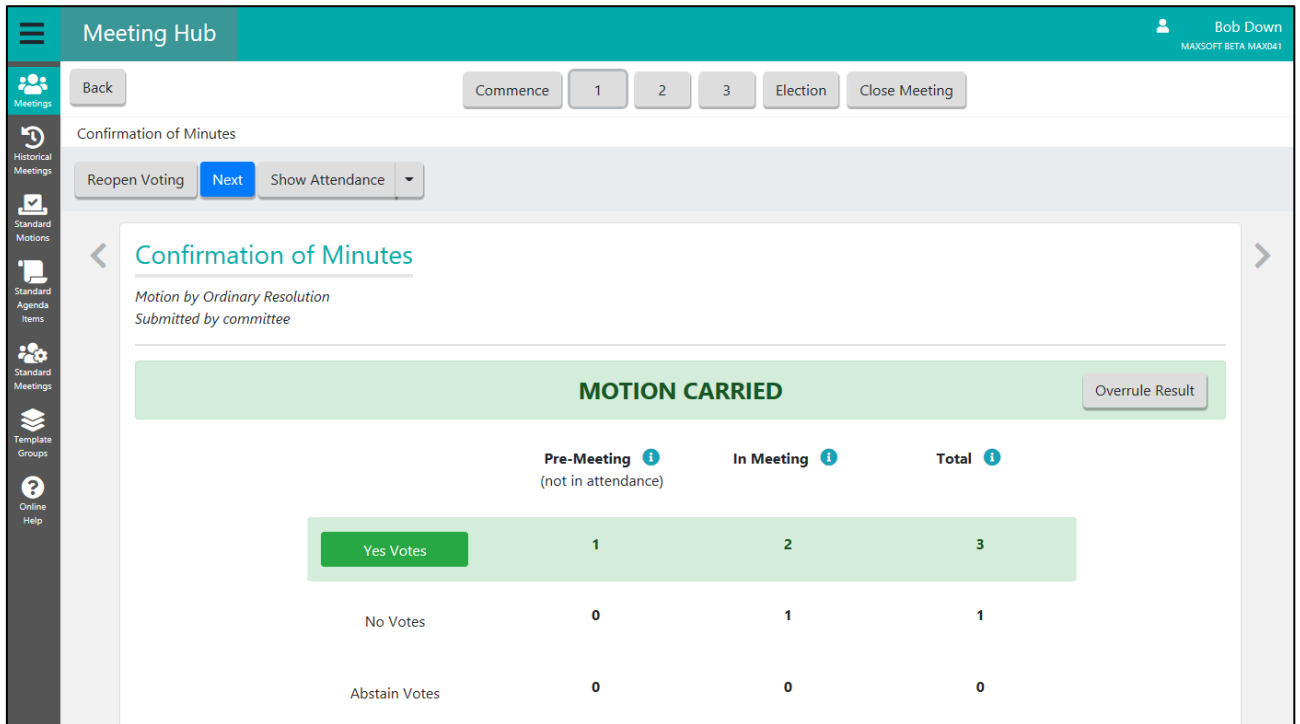 Meeting Hub
Bob Down
MAXSOFT BETA MAX041
Meetings
Historical
Meetings
Standard
Motions
Standard
Agenda
Items
Standard
Meetings
Template
Groups
Online
Help
Back
Commence 1 2 3 Election Close Meeting
Confirmation of Minutes
Reopen Voting Next Show Attendance
Confirmation of Minutes
Motion by Ordinary Resolution
Submitted by committee
MOTION CARRIED Overrule Result
Pre-Meeting i In Meeting i Total i
(not in attendance)
Yes Votes 1 2 3
No Votes 0 1 1
Abstain Votes 0 0 0